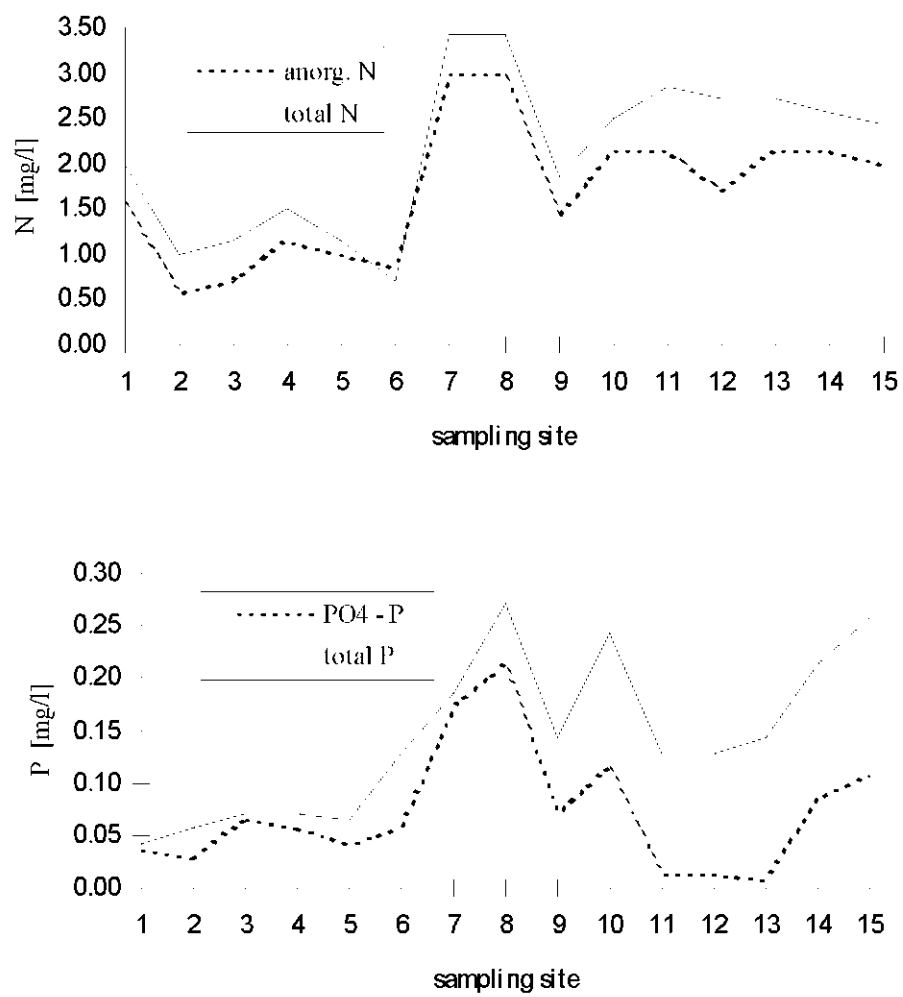 3.50
3.00
2.50
2.00
1.50
1.00
0.50
0.00
N [mg/l]
anorg. N
total N
1 2 3 4 5 6 7 8 9 10 11 12 13 14 15
sampling site
0.30
0.25
0.20
0.15
0.10
0.05
0.00
P [mg/l]
PO4 - P
total P
1 2 3 4 5 6 7 8 9 10 11 12 13 14 15
sampling site